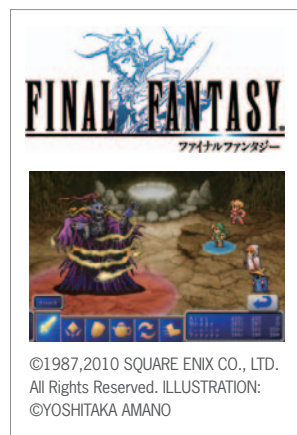 FINAL FANTASY
ファイナルファンタジー
©1987,2010 SQUARE ENIX CO., LTD.
All Rights Reserved. ILLUSTRATION:
©YOSHITAKA AMANO